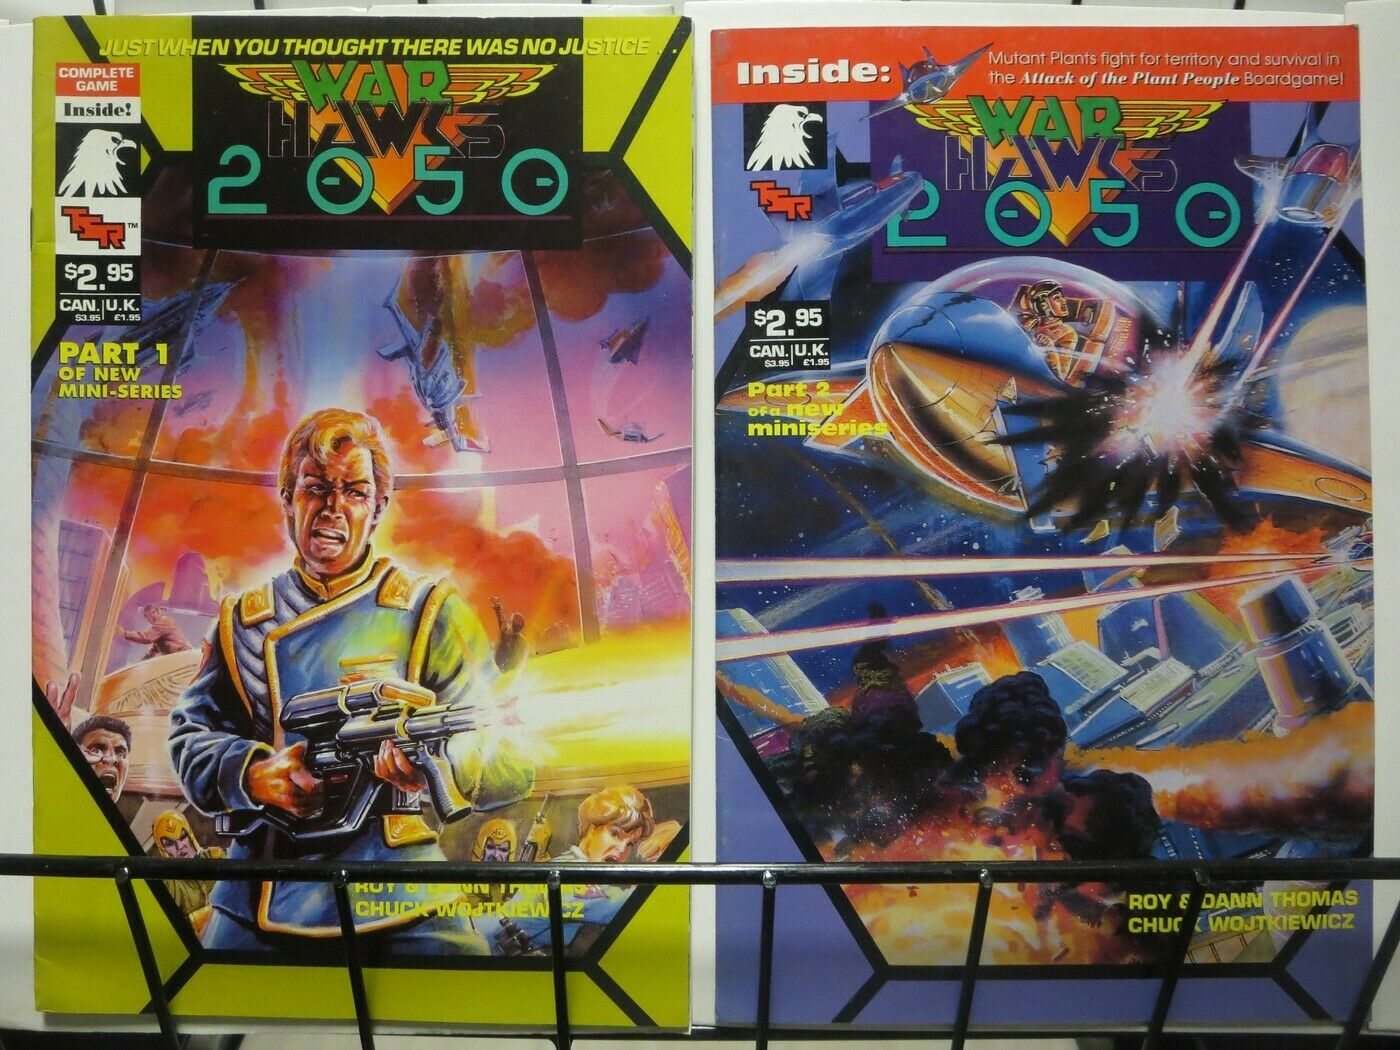 JUST WHEN YOU THOUGHT THERE WAS NO JUSTICE . . .
COMPLETE
GAME
Inside!
WAR
HAWKS
2050
TSR™
$2.95
CAN. U.K.
$3.95 £1.95
PART 1
OF NEW
MINI-SERIES
ROY & DANN THOMAS
CHUCK WOJTKIEWICZ
Inside:
Mutant Plants fight for territory and survival in
the Attack of the Plant People Boardgame!
WAR
HAWKS
2050
TSR™
$2.95
CAN. U.K.
$3.95 £1.95
Part 2
of a new
miniseries
ROY & DANN THOMAS
CHUCK WOJTKIEWICZ